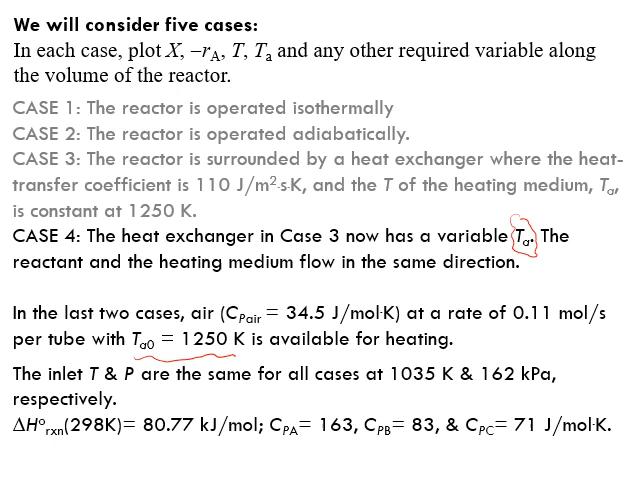 We will consider five cases:
In each case, plot X, –rA, T, Ta and any other required variable along
the volume of the reactor.
CASE 1: The reactor is operated isothermally
CASE 2: The reactor is operated adiabatically.
CASE 3: The reactor is surrounded by a heat exchanger where the heat-
transfer coefficient is 110 J/m²·s·K, and the T of the heating medium, Ta,
is constant at 1250 K.
CASE 4: The heat exchanger in Case 3 now has a variable Ta. The
reactant and the heating medium flow in the same direction.
In the last two cases, air (CPair = 34.5 J/mol·K) at a rate of 0.11 mol/s
per tube with Ta0 = 1250 K is available for heating.
The inlet T & P are the same for all cases at 1035 K & 162 kPa,
respectively.
ΔH°rxn(298K)= 80.77 kJ/mol; CPA= 163, CPB= 83, & CPC= 71 J/mol·K.